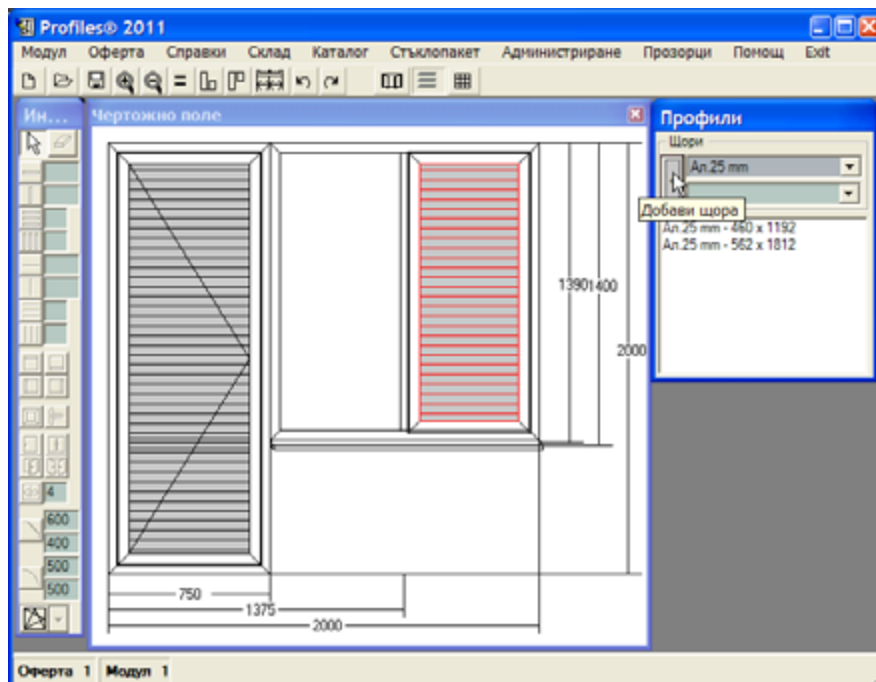 Profiles® 2011
Модул Оферта Справки Склад Каталог Стъклопакет Администриране Прозорци Помощ Exit
Ин...
Чертожно поле
Профили
Щори
Ал.25 mm
Добави щора
Ал.25 mm - 460 x 1192
Ал.25 mm - 562 x 1812
1390
1400
2000
4
600
400
500
500
750
1375
2000
Оферта 1 Модул 1